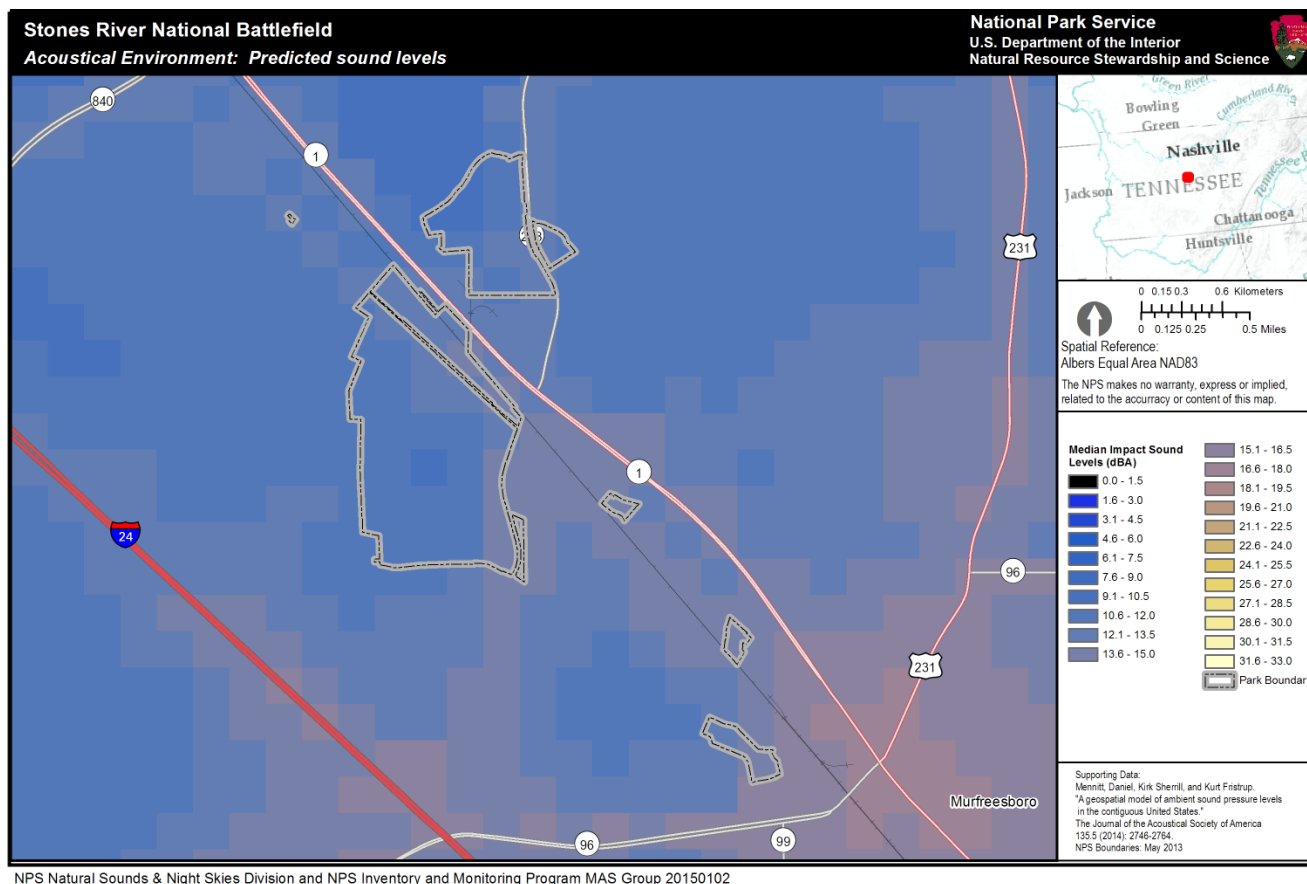 Stones River National Battlefield
Acoustical Environment: Predicted sound levels
National Park Service
U.S. Department of the Interior
Natural Resource Stewardship and Science
840
1
231
1
24
96
231
Murfreesboro
96
99
Green River
Bowling
Green
Cumberland
Nashville
Jackson TENNESSEE
Tennessee
Chattanooga
Huntsville
0 0.15 0.3 0.6 Kilometers
0 0.125 0.25 0.5 Miles
Spatial Reference:
Albers Equal Area NAD83
The NPS makes no warranty, express or implied,
related to the accurracy or content of this map.
Median Impact Sound
Levels (dBA)
0.0 - 1.5
1.6 - 3.0
3.1 - 4.5
4.6 - 6.0
6.1 - 7.5
7.6 - 9.0
9.1 - 10.5
10.6 - 12.0
12.1 - 13.5
13.6 - 15.0
15.1 - 16.5
16.6 - 18.0
18.1 - 19.5
19.6 - 21.0
21.1 - 22.5
22.6 - 24.0
24.1 - 25.5
25.6 - 27.0
27.1 - 28.5
28.6 - 30.0
30.1 - 31.5
31.6 - 33.0
Park Boundar
Supporting Data:
Mennitt, Daniel, Kirk Sherrill, and Kurt Fristrup.
"A geospatial model of ambient sound pressure levels
in the contiguous United States."
The Journal of the Acoustical Society of America
135.5 (2014): 2746-2764.
NPS Boundaries: May 2013
NPS Natural Sounds & Night Skies Division and NPS Inventory and Monitoring Program MAS Group 20150102